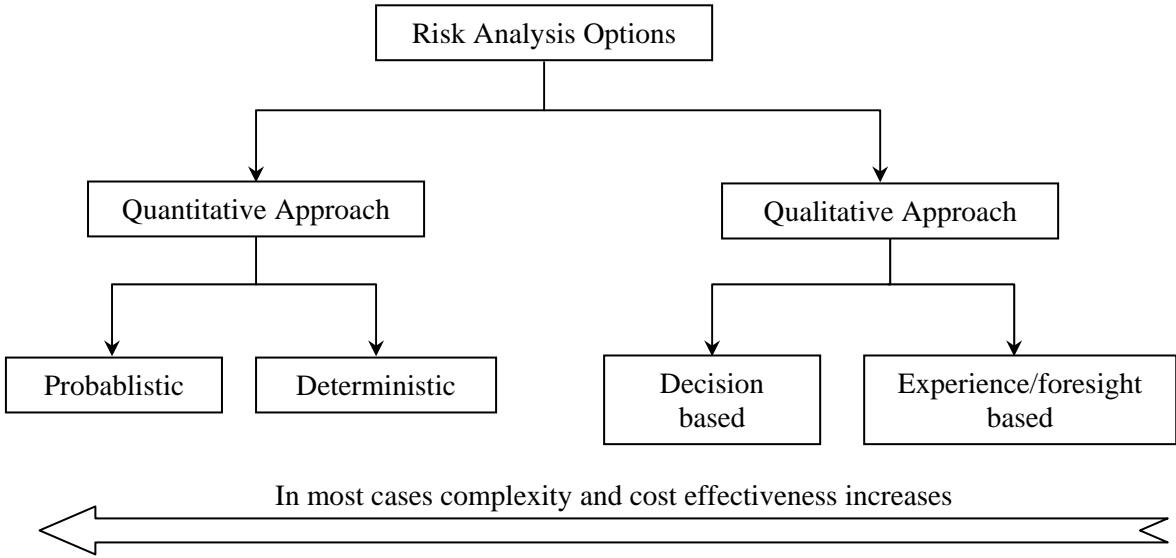 Risk Analysis Options
Quantitative Approach
Qualitative Approach
Probablistic
Deterministic
Decision
based
Experience/foresight
based
In most cases complexity and cost effectiveness increases